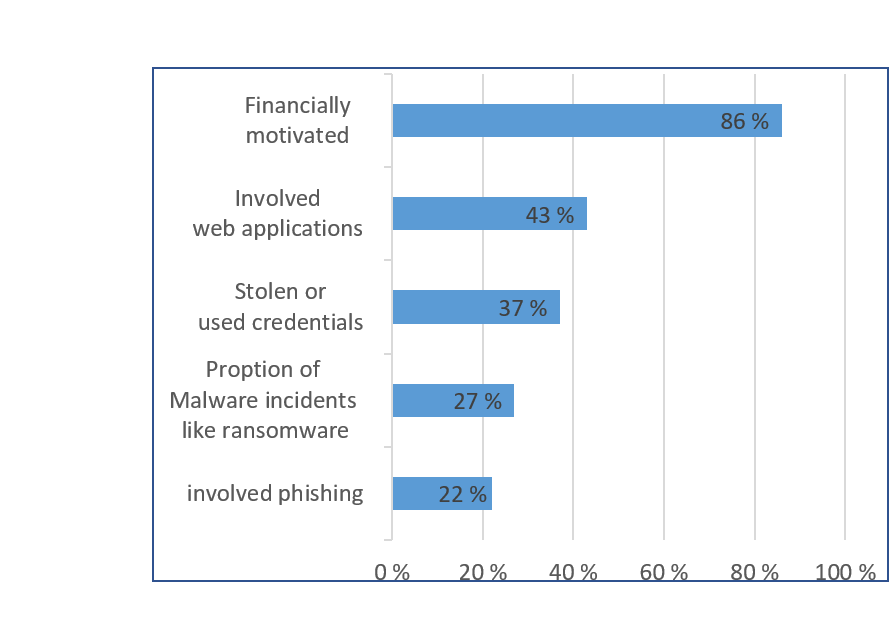 Financially
motivated
86 %
Involved
web applications
43 %
Stolen or
used credentials
37 %
Proption of
Malware incidents
like ransomware
27 %
involved phishing
22 %
0 % 20 % 40 % 60 % 80 % 100 %